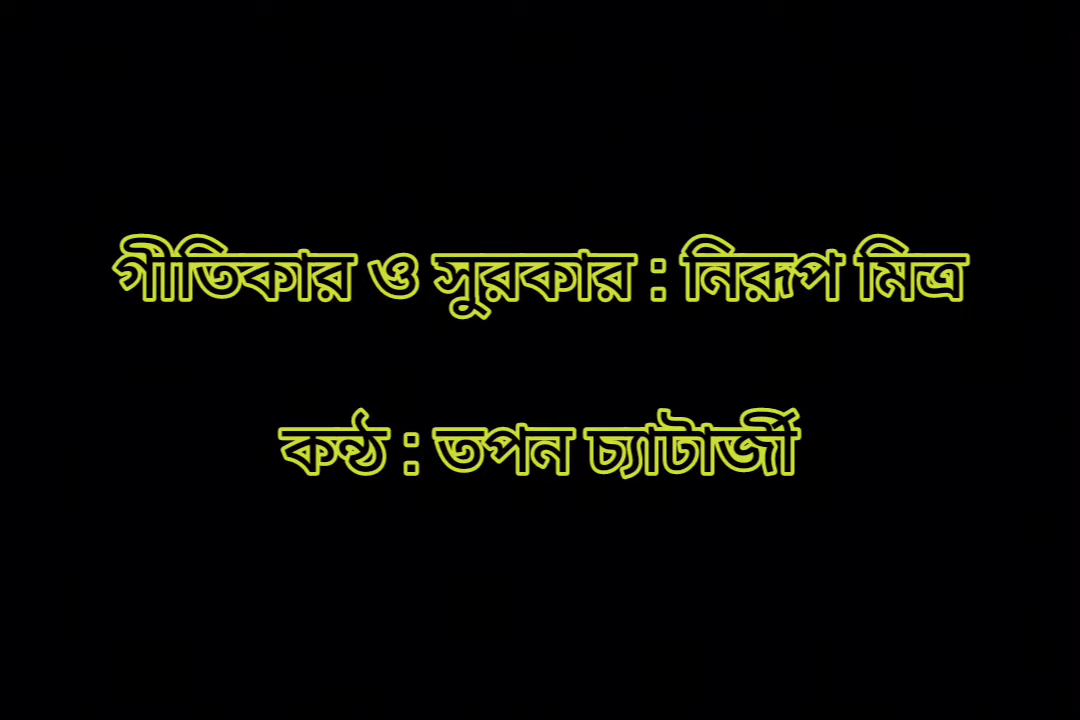 গীতিকার ও সুরকার : নিরূপ মিত্র
কন্ঠ : তপন চ্যাটার্জী